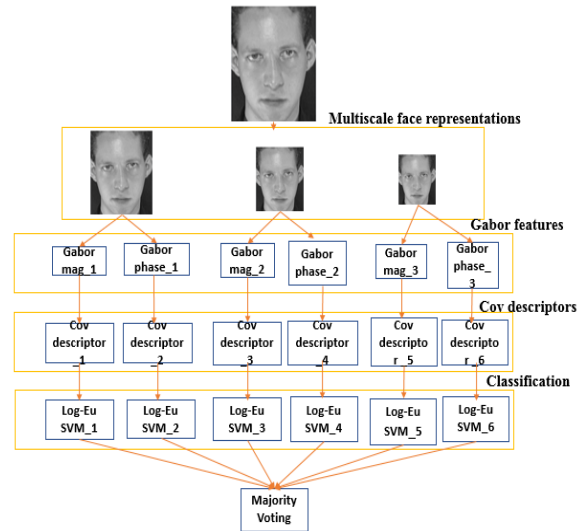 Multiscale face representations
Gabor features
Gabor
mag_1
Gabor
phase_1
Gabor
mag_2
Gabor
phase_2
Gabor
mag_3
Gabor
phase_
3
Cov descriptors
Cov
descriptor
_1
Cov
descriptor
_2
Cov
descriptor
_3
Cov
descriptor
_4
Cov
descripto
r_5
Cov
descripto
r_6
Classification
Log-Eu
SVM_1
Log-Eu
SVM_2
Log-Eu
SVM_3
Log-Eu
SVM_4
Log-Eu
SVM_5
Log-Eu
SVM_6
Majority
Voting